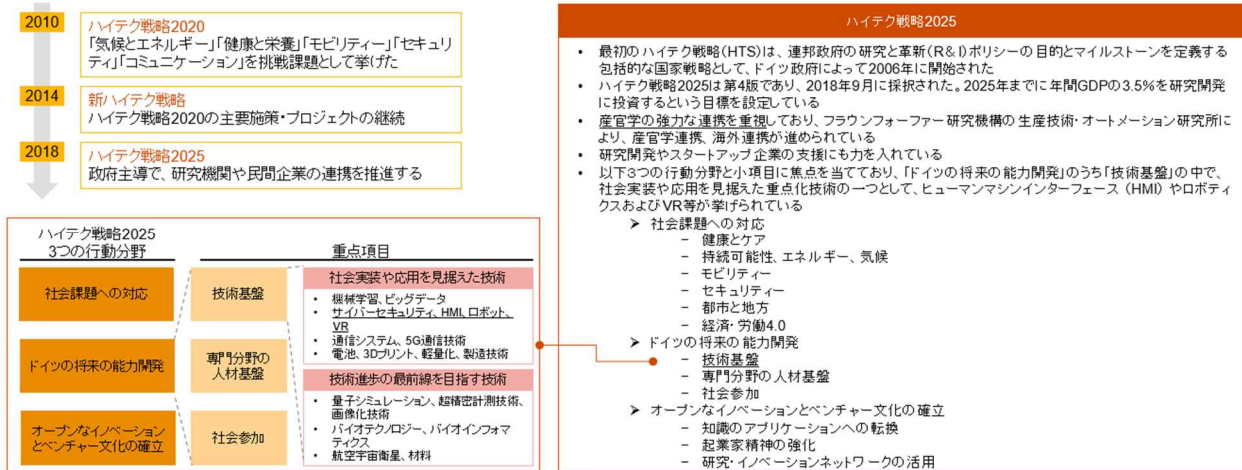 2010
ハイテク戦略2020
「気候とエネルギー」「健康と栄養」「モビリティー」「セキュリ
ティ」「コミュニケーション」を挑戦課題として挙げた
2014
新ハイテク戦略
ハイテク戦略2020の主要施策・プロジェクトの継続
2018
ハイテク戦略2025
政府主導で、研究機関や民間企業の連携を推進する
ハイテク戦略2025
3つの行動分野
重点項目
社会課題への対応
ドイツの将来の能力開発
オープンなイノベーション
とベンチャー文化の確立
技術基盤
専門分野の
人材基盤
社会参加
社会実装や応用を見据えた技術
• 機械学習、ビッグデータ
• サイバーセキュリティ、HMI、ロボット、
VR
• 通信システム、5G通信技術
• 電池、3Dプリント、軽量化、製造技術
技術進歩の最前線を目指す技術
• 量子シミュレーション、超精密計測技術、
画像化技術
• バイオテクノロジー、バイオインフォマ
ティクス
• 航空宇宙衛星、材料
ハイテク戦略2025
• 最初のハイテク戦略(HTS)は、連邦政府の研究と革新(R&I)ポリシーの目的とマイルストーンを定義する
包括的な国家戦略として、ドイツ政府によって2006年に開始された
• ハイテク戦略2025は第4版であり、2018年9月に採択された。2025年までに年間GDPの3.5%を研究開発
に投資するという目標を設定している
• 産官学の強力な連携を重視しており、フラウンフォーファー研究機構の生産技術・オートメーション研究所に
より、産官学連携、海外連携が進められている
• 研究開発やスタートアップ企業の支援にも力を入れている
• 以下3つの行動分野と小項目に焦点を当てており、「ドイツの将来の能力開発」のうち「技術基盤」の中で、
社会実装や応用を見据えた重点化技術の一つとして、ヒューマンマシンインターフェース (HMI) やロボティ
クスおよびVR等が挙げられている
➤ 社会課題への対応
− 健康とケア
− 持続可能性、エネルギー、気候
− モビリティー
− セキュリティー
− 都市と地方
− 経済・労働4.0
➤ ドイツの将来の能力開発
− 技術基盤
− 専門分野の人材基盤
− 社会参加
➤ オープンなイノベーションとベンチャー文化の確立
− 知識のアプリケーションへの転換
− 起業家精神の強化
− 研究・イノベーションネットワークの活用